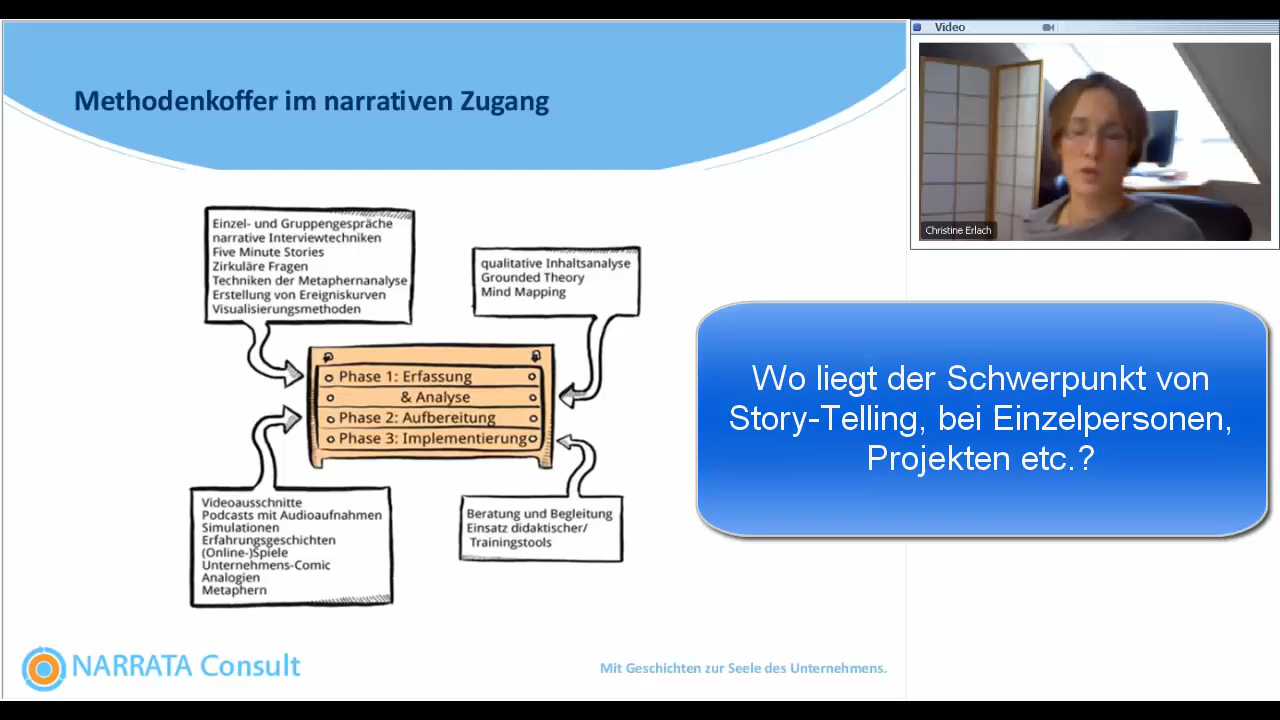 Methodenkoffer im narrativen Zugang
Einzel- und Gruppengespräche
narrative Interviewtechniken
Five Minute Stories
Zirkuläre Fragen
Techniken der Metaphernanalyse
Erstellung von Ereigniskurven
Visualisierungsmethoden
qualitative Inhaltsanalyse
Grounded Theory
Mind Mapping
Phase 1: Erfassung
& Analyse
Phase 2: Aufbereitung
Phase 3: Implementierung
Videoausschnitte
Podcasts mit Audioaufnahmen
Simulationen
Erfahrungsgeschichten
(Online-)Spiele
Unternehmens-Comic
Analogien
Metaphern
Beratung und Begleitung
Einsatz didaktischer/
Trainingstools
NARRATA Consult
Mit Geschichten zur Seele des Unternehmens.
Video
Christine Erlach
Wo liegt der Schwerpunkt von
Story-Telling, bei Einzelpersonen,
Projekten etc.?